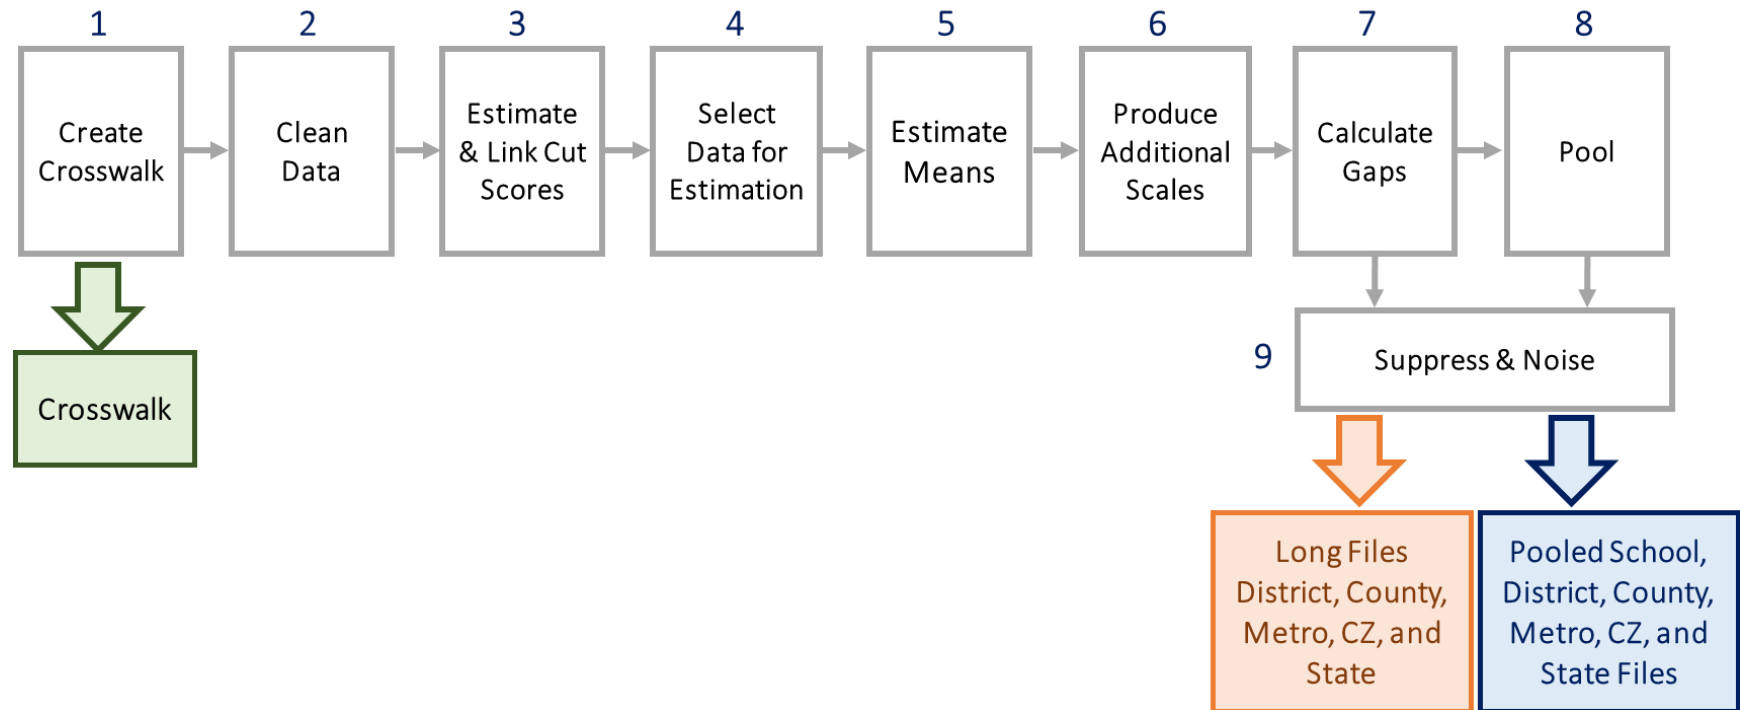 1
2
3
4
5
6
7
8
Create
Crosswalk
Clean
Data
Estimate
& Link Cut
Scores
Select
Data for
Estimation
Estimate
Means
Produce
Additional
Scales
Calculate
Gaps
Pool
Crosswalk
9
Suppress & Noise
Long Files
District, County,
Metro, CZ, and
State
Pooled School,
District, County,
Metro, CZ, and
State Files